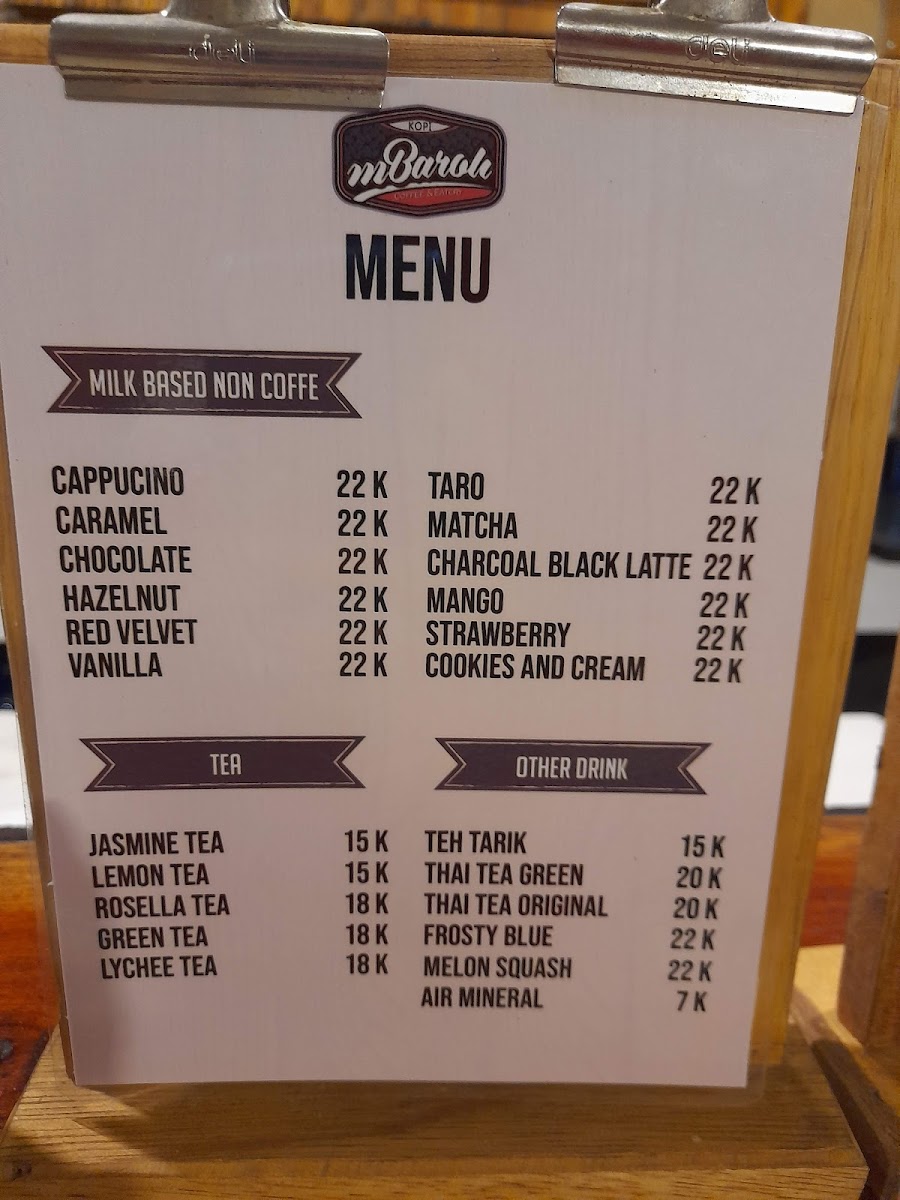 deli
deli
KOPI
mBaroh
COFFEE & EATERY
MENU
MILK BASED NON COFFE
CAPPUCINO 22 K
CARAMEL 22 K
CHOCOLATE 22 K
HAZELNUT 22 K
RED VELVET 22 K
VANILLA 22 K
TARO 22 K
MATCHA 22 K
CHARCOAL BLACK LATTE 22 K
MANGO 22 K
STRAWBERRY 22 K
COOKIES AND CREAM 22 K
TEA
JASMINE TEA 15 K
LEMON TEA 15 K
ROSELLA TEA 18 K
GREEN TEA 18 K
LYCHEE TEA 18 K
OTHER DRINK
TEH TARIK 15 K
THAI TEA GREEN 20 K
THAI TEA ORIGINAL 20 K
FROSTY BLUE 22 K
MELON SQUASH 22 K
AIR MINERAL 7 K